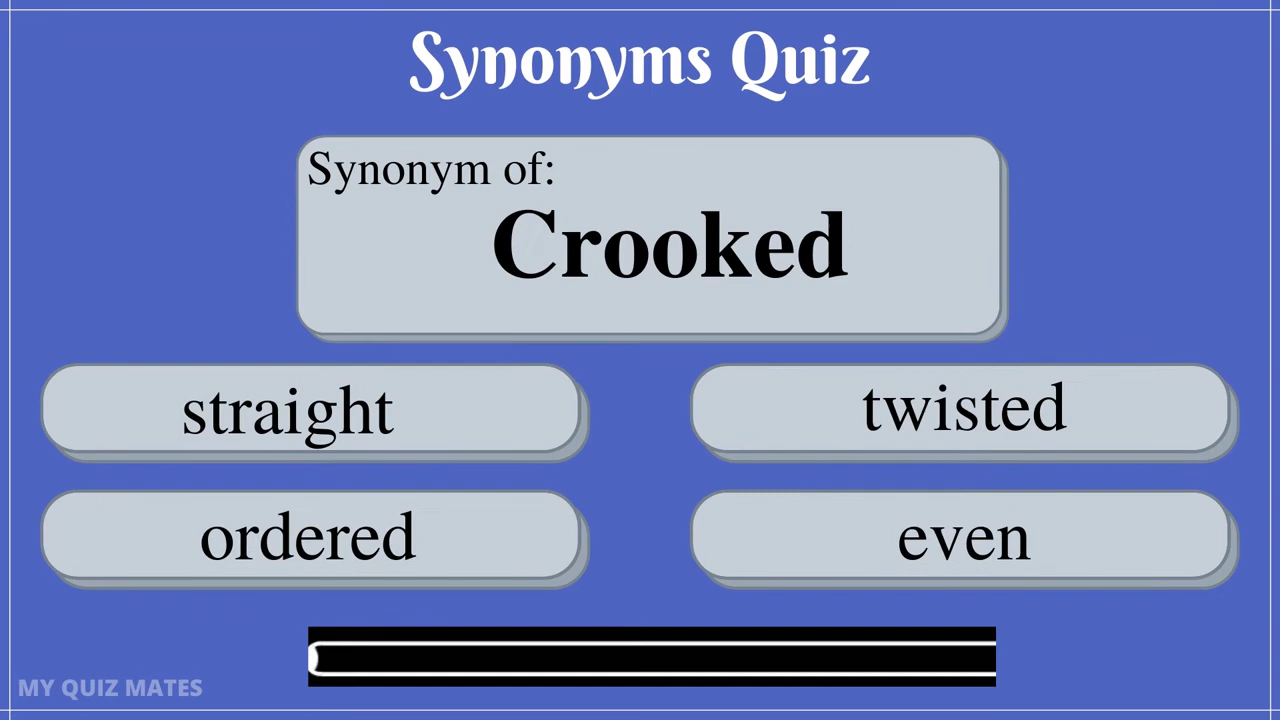 Synonyms Quiz
Synonym of:
Crooked
straight
twisted
ordered
even
MY QUIZ MATES